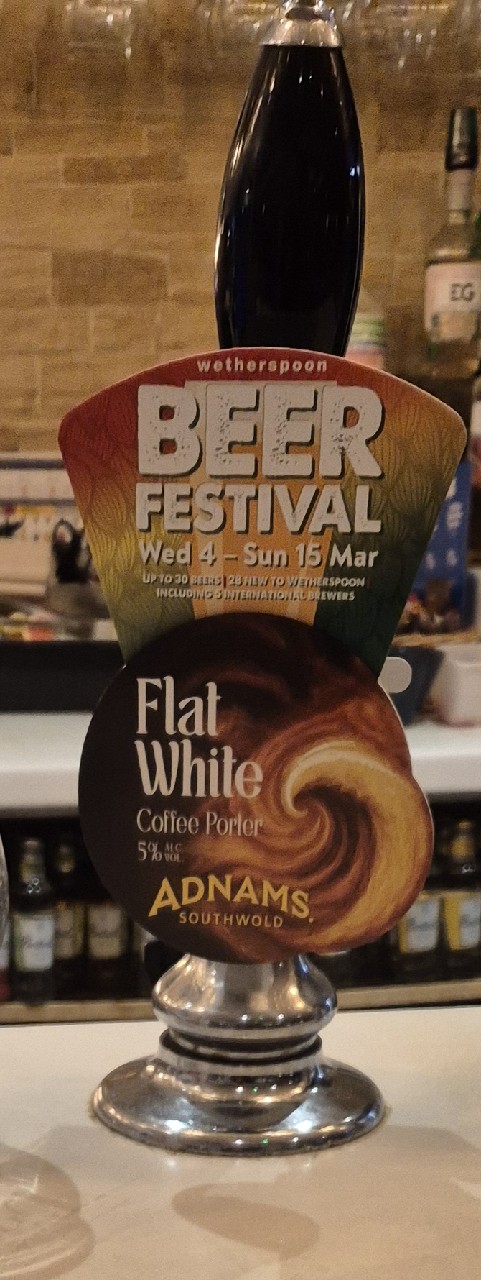 wetherspoon
BEER
FESTIVAL
Wed 4 – Sun 15 Mar
UP TO 30 BEERS | 28 NEW TO WETHERSPOON
INCLUDING 5 INTERNATIONAL BREWERS
EG
Flat
White
Coffee Porter
5% ALC VOL
ADNAMS
SOUTHWOLD